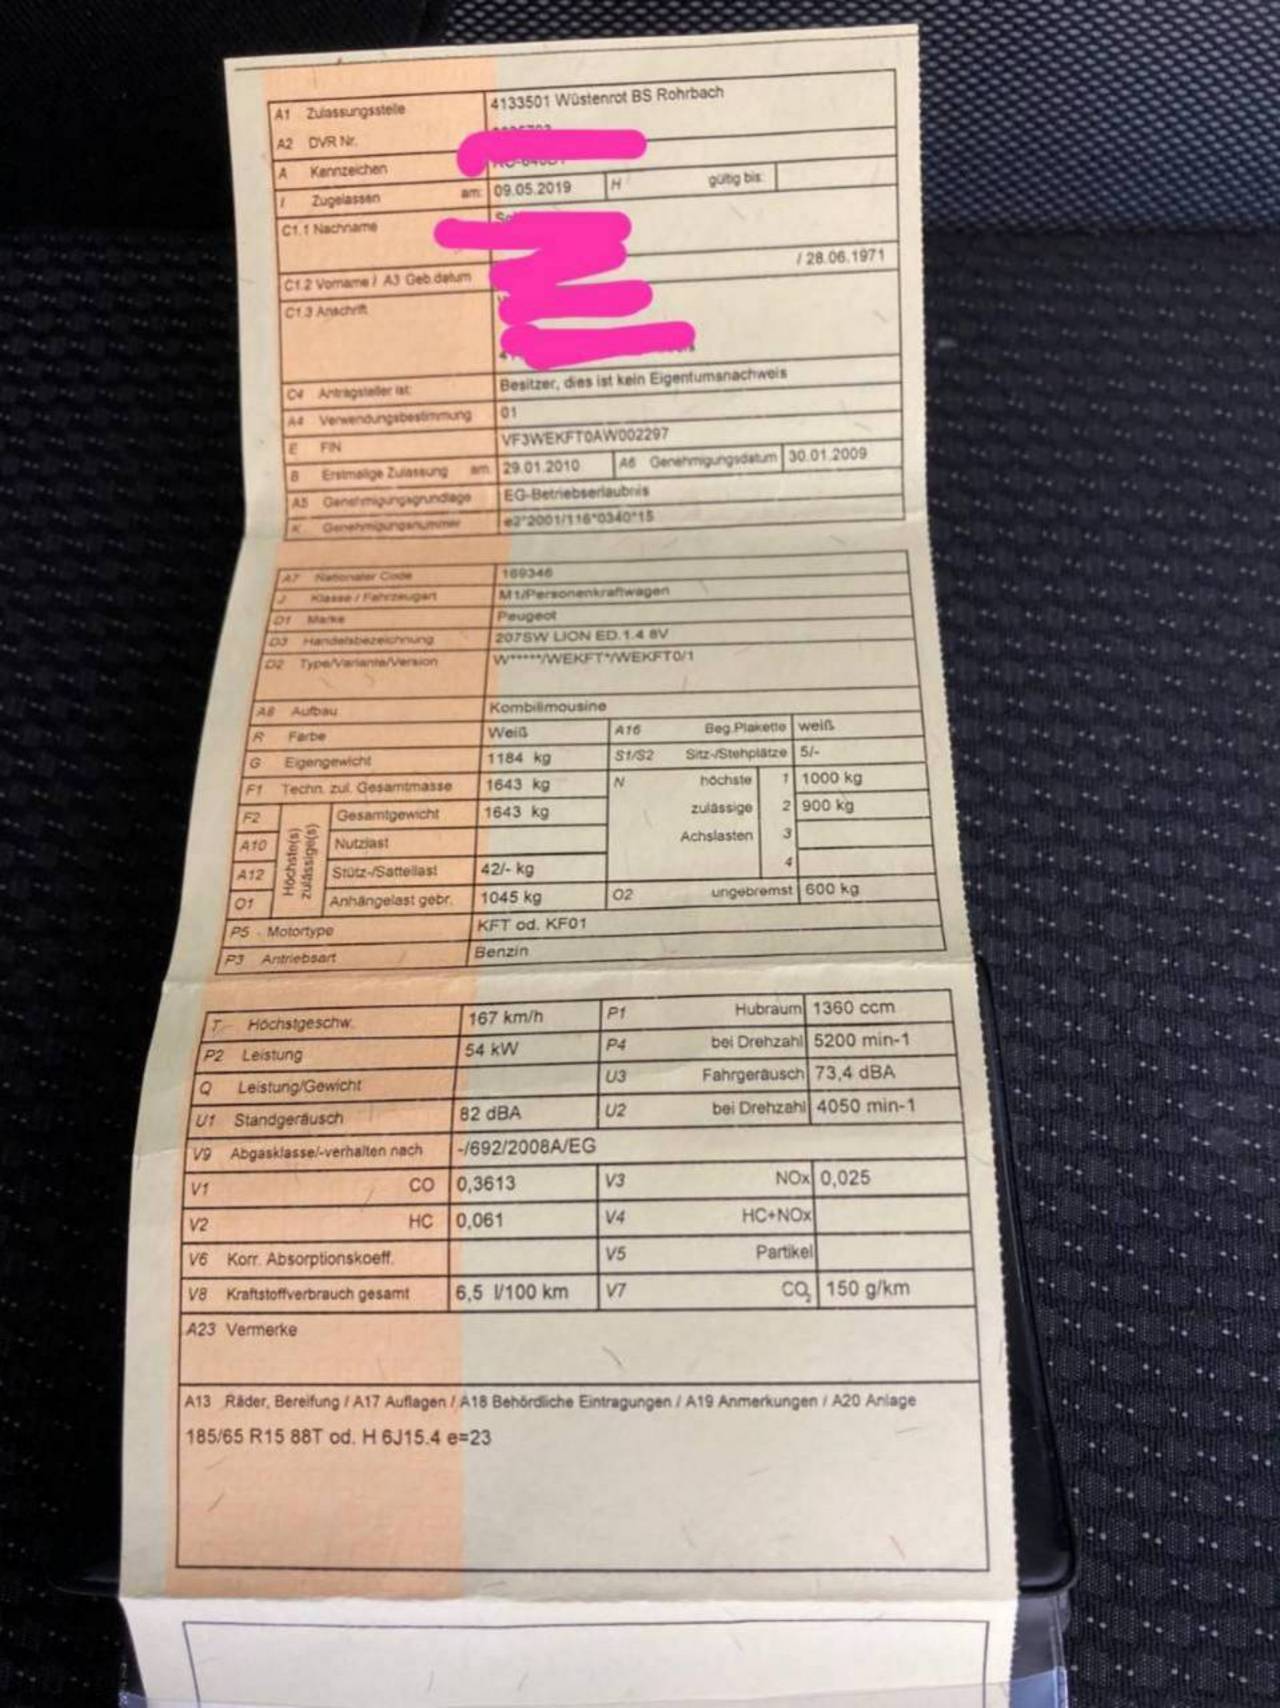 A1 Zulassungsstelle 4133501 Wüstenrot BS Rohrbach
A2 DVR Nr.
A Kennzeichen
I Zugelassen am: 09.05.2019 H gültig bis:
C1.1 Nachname
C1.2 Vorname / A3 Geb.datum / 28.06.1971
C1.3 Anschrift
C4 Antragsteller ist: Besitzer, dies ist kein Eigentumsnachweis
A4 Verwendungsbestimmung 01
E FIN VF3WEKFT0AW002297
B Erstmalige Zulassung am 29.01.2010 A6 Genehmigungsdatum 30.01.2009
A5 Genehmigungsgrundlage EG-Betriebserlaubnis
K Genehmigungsnummer e2*2001/116*0340*15
A7 Nationaler Code 169346
J Klasse / Fahrzeugart M1/Personenkraftwagen
D1 Marke Peugeot
D3 Handelsbezeichnung 207SW LION ED.1.4 8V
D2 Type/Variante/Version W*****/WEKFT*/WEKFT0/1
A8 Aufbau Kombilimousine
R Farbe Weiß A16 Beg.Plakette weiß
G Eigengewicht 1184 kg S1/S2 Sitz-/Stehplätze 5/-
F1 Techn. zul. Gesamtmasse 1643 kg N höchste 1 1000 kg
F2 Höchste(s) zulässige(s) Gesamtgewicht 1643 kg zulässige 2 900 kg
A10 Nutzlast Achslasten 3
A12 Stütz-/Sattellast 42/- kg 4
O1 Anhängelast gebr. 1045 kg O2 ungebremst 600 kg
P5 Motortype KFT od. KF01
P3 Antriebsart Benzin
T Höchstgeschw. 167 km/h P1 Hubraum 1360 ccm
P2 Leistung 54 kW P4 bei Drehzahl 5200 min-1
Q Leistung/Gewicht U3 Fahrgeräusch 73,4 dBA
U1 Standgeräusch 82 dBA U2 bei Drehzahl 4050 min-1
V9 Abgasklasse/-verhalten nach -/692/2008A/EG
V1 CO 0,3613 V3 NOx 0,025
V2 HC 0,061 V4 HC+NOx
V6 Korr. Absorptionskoeff. V5 Partikel
V8 Kraftstoffverbrauch gesamt 6,5 l/100 km V7 CO₂ 150 g/km
A23 Vermerke
A13 Räder, Bereifung / A17 Auflagen / A18 Behördliche Eintragungen / A19 Anmerkungen / A20 Anlage
185/65 R15 88T od. H 6J15.4 e=23